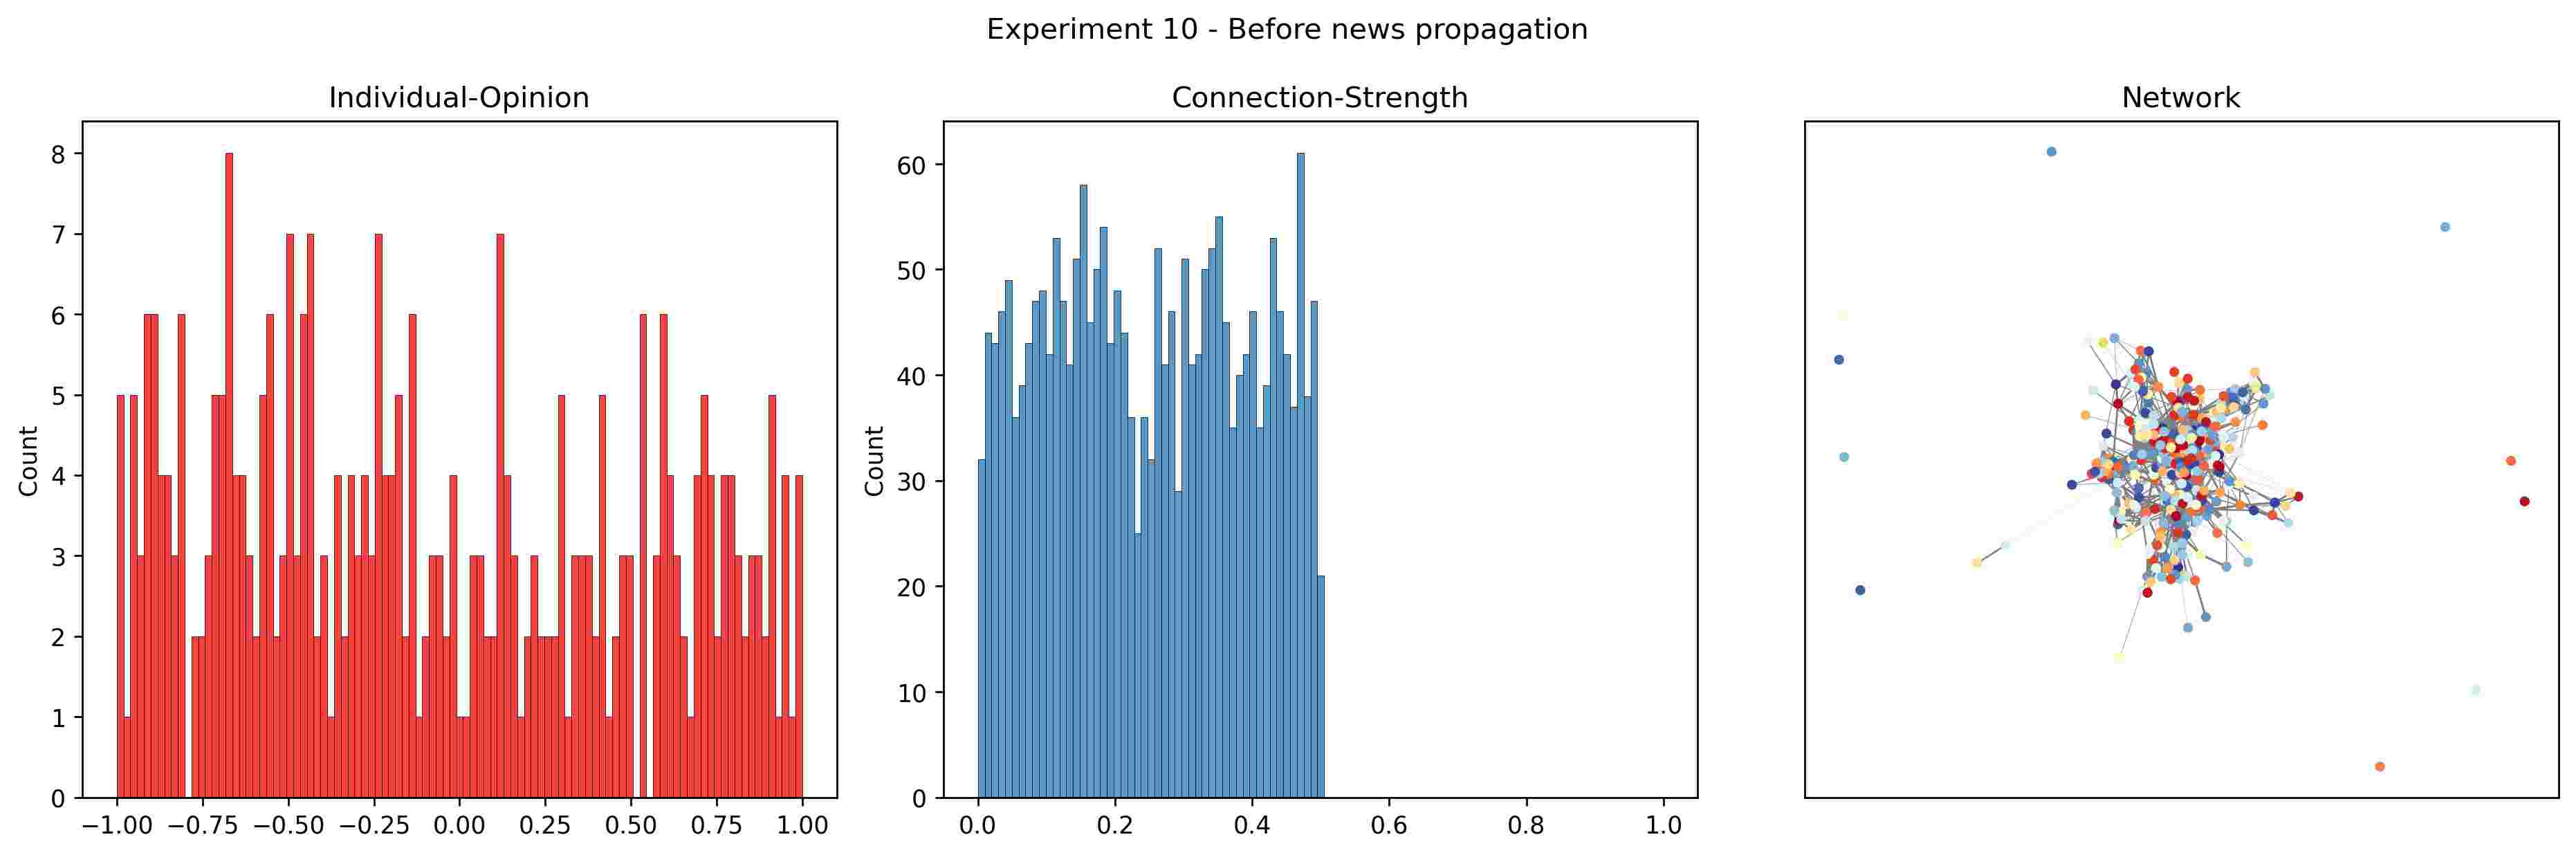 Experiment 10 - Before news propagation
Individual-Opinion
Connection-Strength
Network
Count
8
7
6
5
4
3
2
1
0
−1.00 −0.75 −0.50 −0.25 0.00 0.25 0.50 0.75 1.00
Count
60
50
40
30
20
10
0
0.0 0.2 0.4 0.6 0.8 1.0